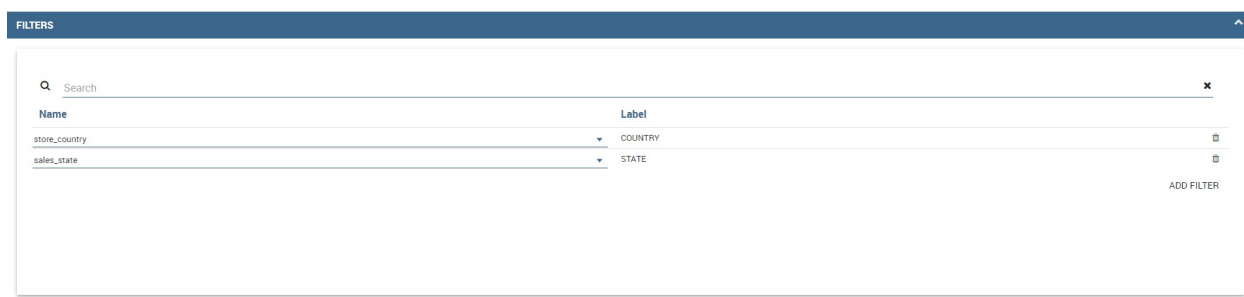 FILTERS
Search
Name Label
store_country COUNTRY
sales_state STATE
ADD FILTER